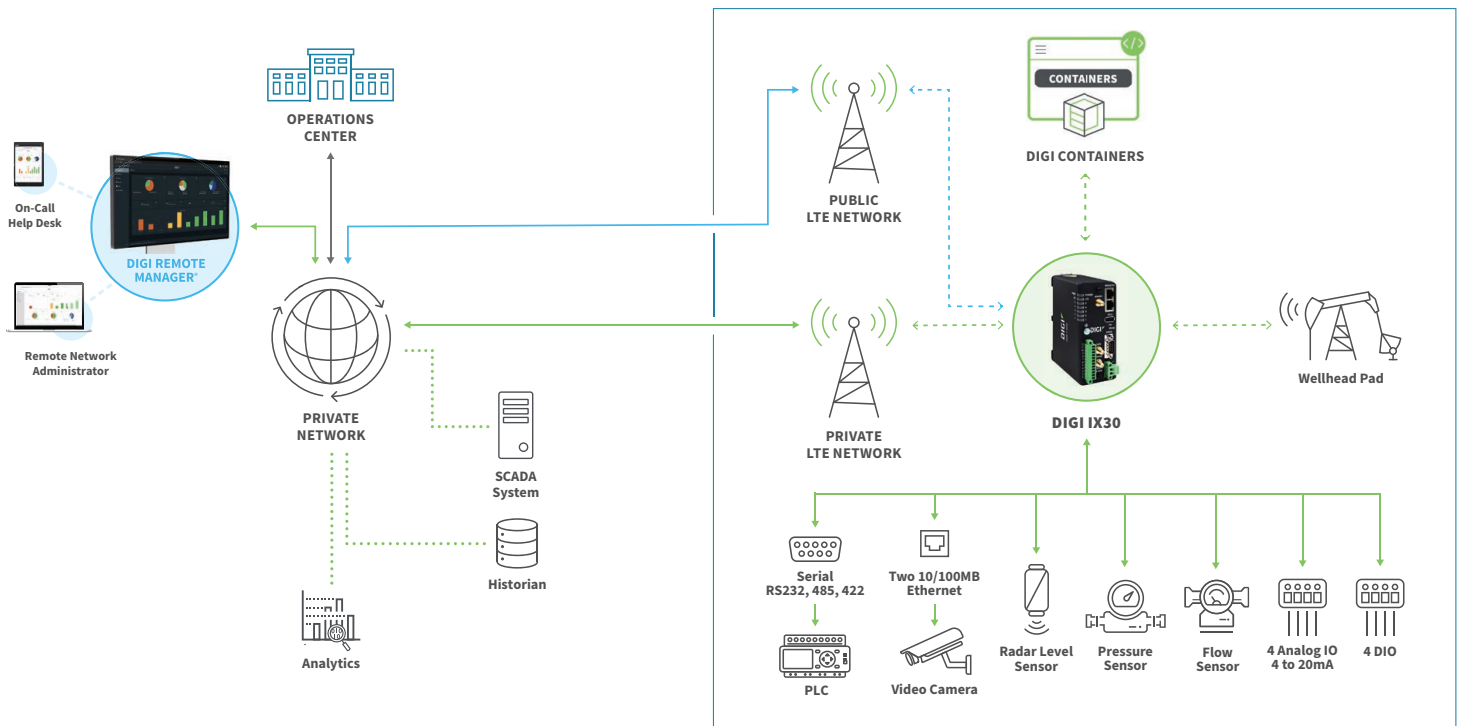 OPERATIONS
CENTER
On-Call
Help Desk
DIGI REMOTE
MANAGER®
Remote Network
Administrator
PRIVATE
NETWORK
SCADA
System
Historian
Analytics
PUBLIC
LTE NETWORK
CONTAINERS
</>
DIGI CONTAINERS
PRIVATE
LTE NETWORK
DIGI
DIGI IX30
Wellhead Pad
Serial
RS232, 485, 422
PLC
Two 10/100MB
Ethernet
Video Camera
Radar Level
Sensor
Pressure
Sensor
Flow
Sensor
4 Analog IO
4 to 20mA
4 DIO